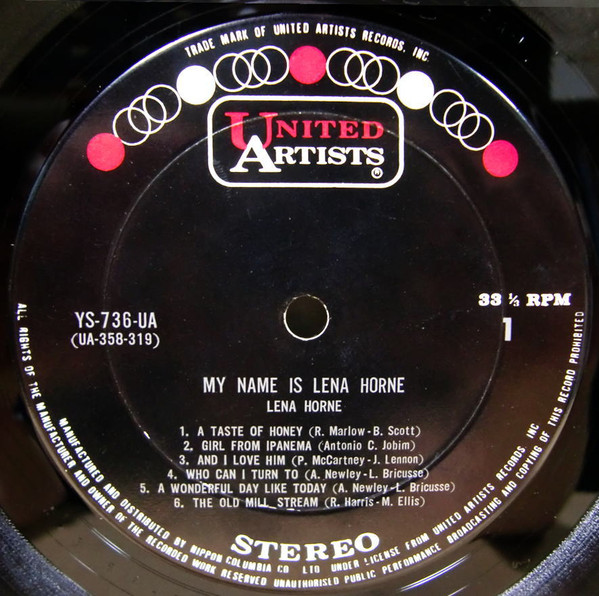 TRADE MARK OF UNITED ARTISTS RECORDS, INC.
UNITED
ARTISTS
33 ⅓ RPM
YS-736-UA
1
(UA-358-319)
MY NAME IS LENA HORNE
LENA HORNE
1. A TASTE OF HONEY (R. Marlow-B. Scott)
2. GIRL FROM IPANEMA (Antonio C. Jobim)
3. AND I LOVE HIM (P. McCartney-J. Lennon)
4. WHO CAN I TURN TO (A. Newley-L. Bricusse)
5. A WONDERFUL DAY LIKE TODAY (A. Newley-L. Bricusse)
6. THE OLD MILL STREAM (R. Harris-M. Ellis)
STEREO
MANUFACTURED AND DISTRIBUTED BY NIPPON COLUMBIA CO LTD UNDER LICENSE FROM UNITED ARTISTS RECORDS, INC
ALL RIGHTS OF THE MANUFACTURER AND OWNER OF THE RECORDED WORK RESERVED UNAUTHORISED PUBLIC PERFORMANCE BROADCASTING AND COPYING OF THIS RECORD PROHIBITED